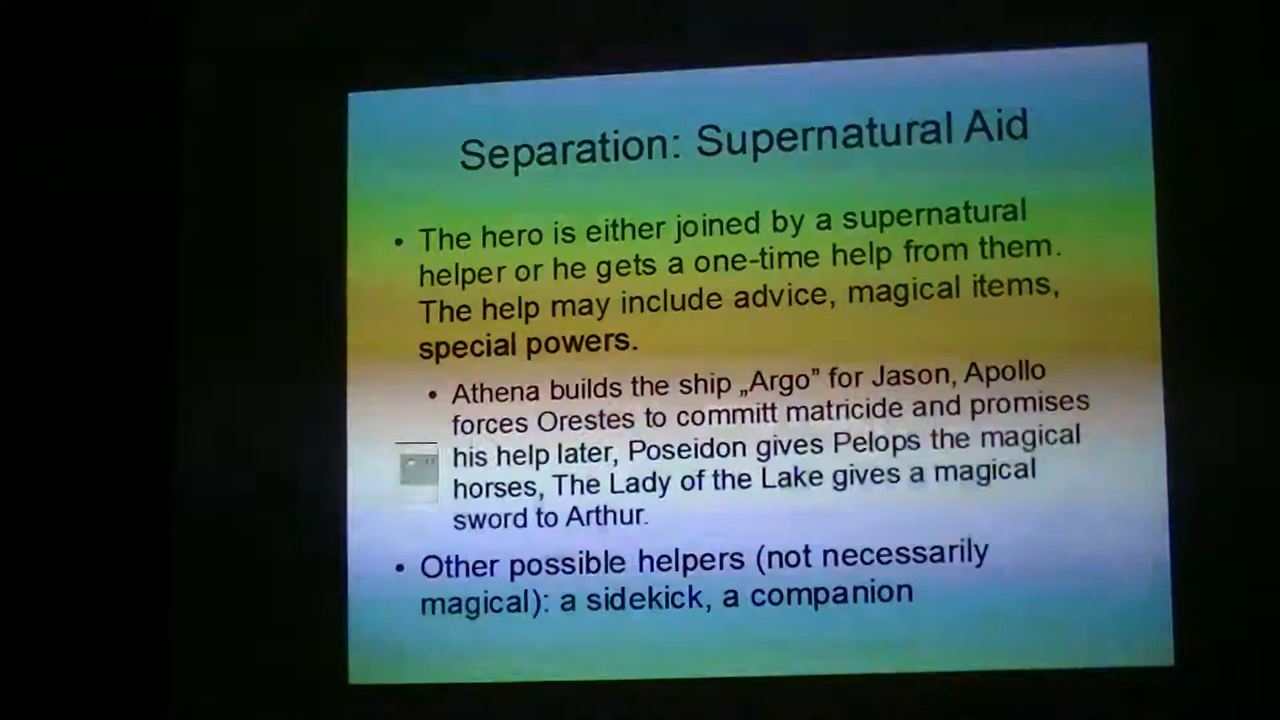 Separation: Supernatural Aid
• The hero is either joined by a supernatural
helper or he gets a one-time help from them.
The help may include advice, magical items,
special powers.
• Athena builds the ship „Argo” for Jason, Apollo
forces Orestes to committ matricide and promises
his help later, Poseidon gives Pelops the magical
horses, The Lady of the Lake gives a magical
sword to Arthur.
• Other possible helpers (not necessarily
magical): a sidekick, a companion